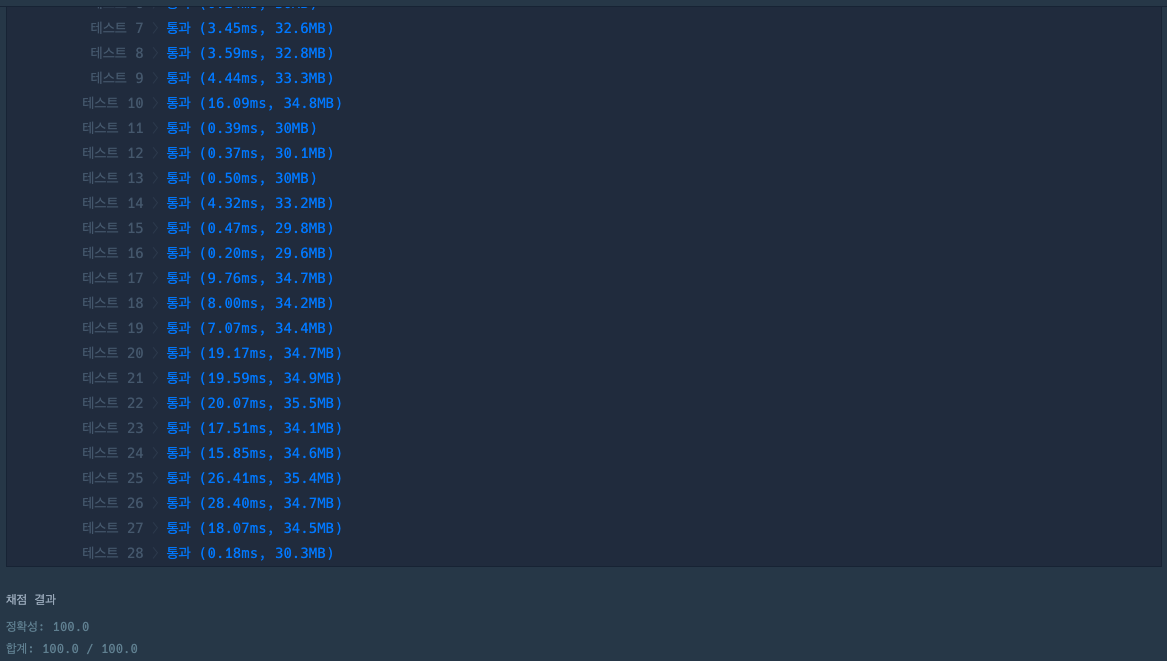 테스트 7 〉 통과 (3.45ms, 32.6MB)
테스트 8 〉 통과 (3.59ms, 32.8MB)
테스트 9 〉 통과 (4.44ms, 33.3MB)
테스트 10 〉 통과 (16.09ms, 34.8MB)
테스트 11 〉 통과 (0.39ms, 30MB)
테스트 12 〉 통과 (0.37ms, 30.1MB)
테스트 13 〉 통과 (0.50ms, 30MB)
테스트 14 〉 통과 (4.32ms, 33.2MB)
테스트 15 〉 통과 (0.47ms, 29.8MB)
테스트 16 〉 통과 (0.20ms, 29.6MB)
테스트 17 〉 통과 (9.76ms, 34.7MB)
테스트 18 〉 통과 (8.00ms, 34.2MB)
테스트 19 〉 통과 (7.07ms, 34.4MB)
테스트 20 〉 통과 (19.17ms, 34.7MB)
테스트 21 〉 통과 (19.59ms, 34.9MB)
테스트 22 〉 통과 (20.07ms, 35.5MB)
테스트 23 〉 통과 (17.51ms, 34.1MB)
테스트 24 〉 통과 (15.85ms, 34.6MB)
테스트 25 〉 통과 (26.41ms, 35.4MB)
테스트 26 〉 통과 (28.40ms, 34.7MB)
테스트 27 〉 통과 (18.07ms, 34.5MB)
테스트 28 〉 통과 (0.18ms, 30.3MB)
채점 결과
정확성: 100.0
합계: 100.0 / 100.0